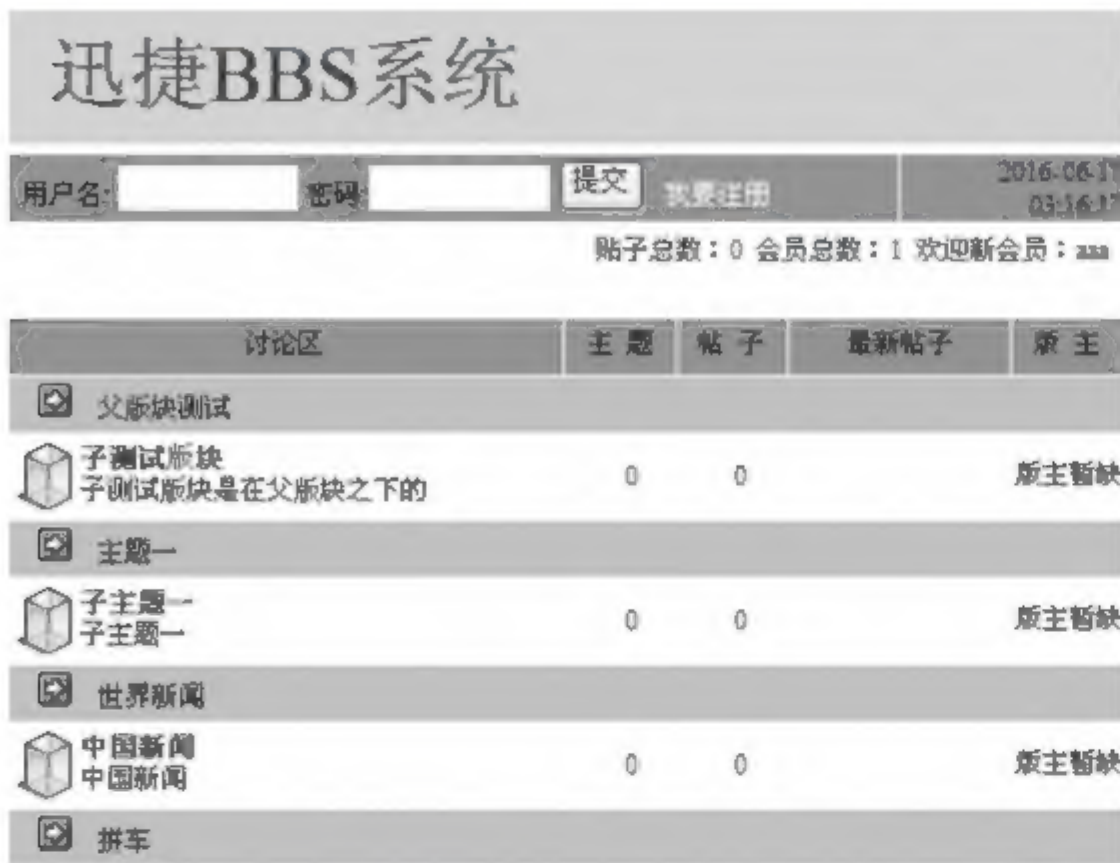 迅捷BBS系统
用户名: 密码: 提交 我要注册 2016-06-17
03:16:17
贴子总数：0 会员总数：1 欢迎新会员：aaa
讨论区 主 题 帖 子 最新帖子 版 主
父版块测试
子测试版块
子测试版块是在父版块之下的 0 0 版主暂缺
主题一
子主题一
子主题一 0 0 版主暂缺
世界新闻
中国新闻
中国新闻 0 0 版主暂缺
拼车